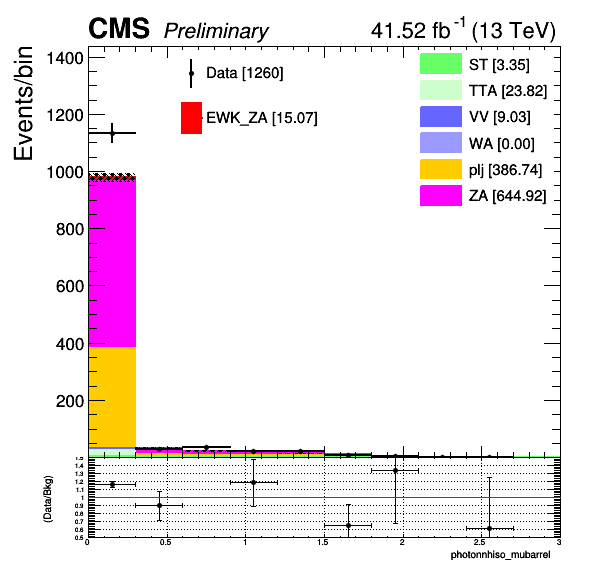 CMS Preliminary 41.52 fb-1 (13 TeV)
Events/bin
1400
1200
1000
800
600
400
200
Data [1260]
EWK_ZA [15.07]
ST [3.35]
TTA [23.82]
VV [9.03]
WA [0.00]
plj [386.74]
ZA [644.92]
(Data/Bkg)
1.5
1.4
1.3
1.2
1.1
1
0.9
0.8
0.7
0.6
0.5
0 0.5 1 1.5 2 2.5 3
photonnhiso_mubarrel